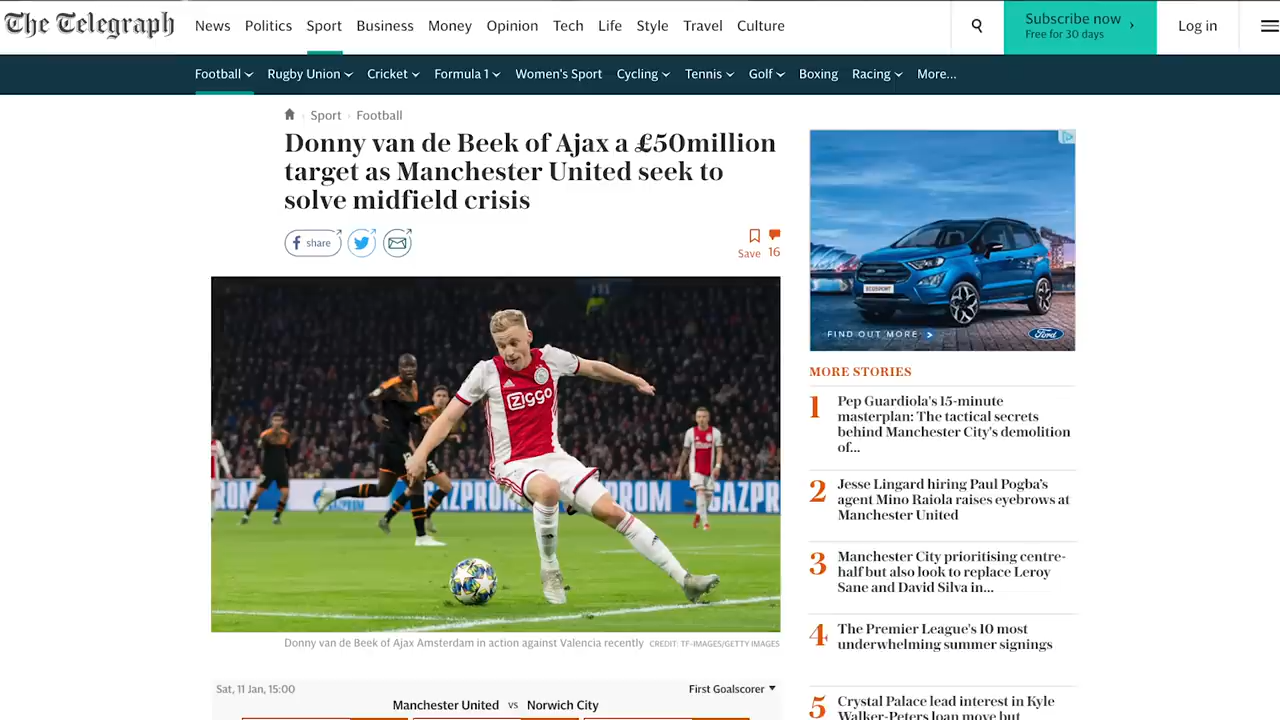 The Telegraph
News Politics Sport Business Money Opinion Tech Life Style Travel Culture
Subscribe now
Free for 30 days
Log in
Football Rugby Union Cricket Formula 1 Women's Sport Cycling Tennis Golf Boxing Racing More...
Sport Football
Donny van de Beek of Ajax a £50million
target as Manchester United seek to
solve midfield crisis
share
Save 16
ZIGGO
GAZPROM
GAZPR
ECOSPORT
FIND OUT MORE >
Ford
Donny van de Beek of Ajax Amsterdam in action against Valencia recently CREDIT: TF-IMAGES/GETTY IMAGES
Sat, 11 Jan, 15:00
First Goalscorer
Manchester United vs Norwich City
MORE STORIES
1 Pep Guardiola's 15-minute
masterplan: The tactical secrets
behind Manchester City's demolition
of...
2 Jesse Lingard hiring Paul Pogba's
agent Mino Raiola raises eyebrows at
Manchester United
3 Manchester City prioritising centre-
half but also look to replace Leroy
Sane and David Silva in...
4 The Premier League's 10 most
underwhelming summer signings
5 Crystal Palace lead interest in Kyle
Walker-Peters loan move but